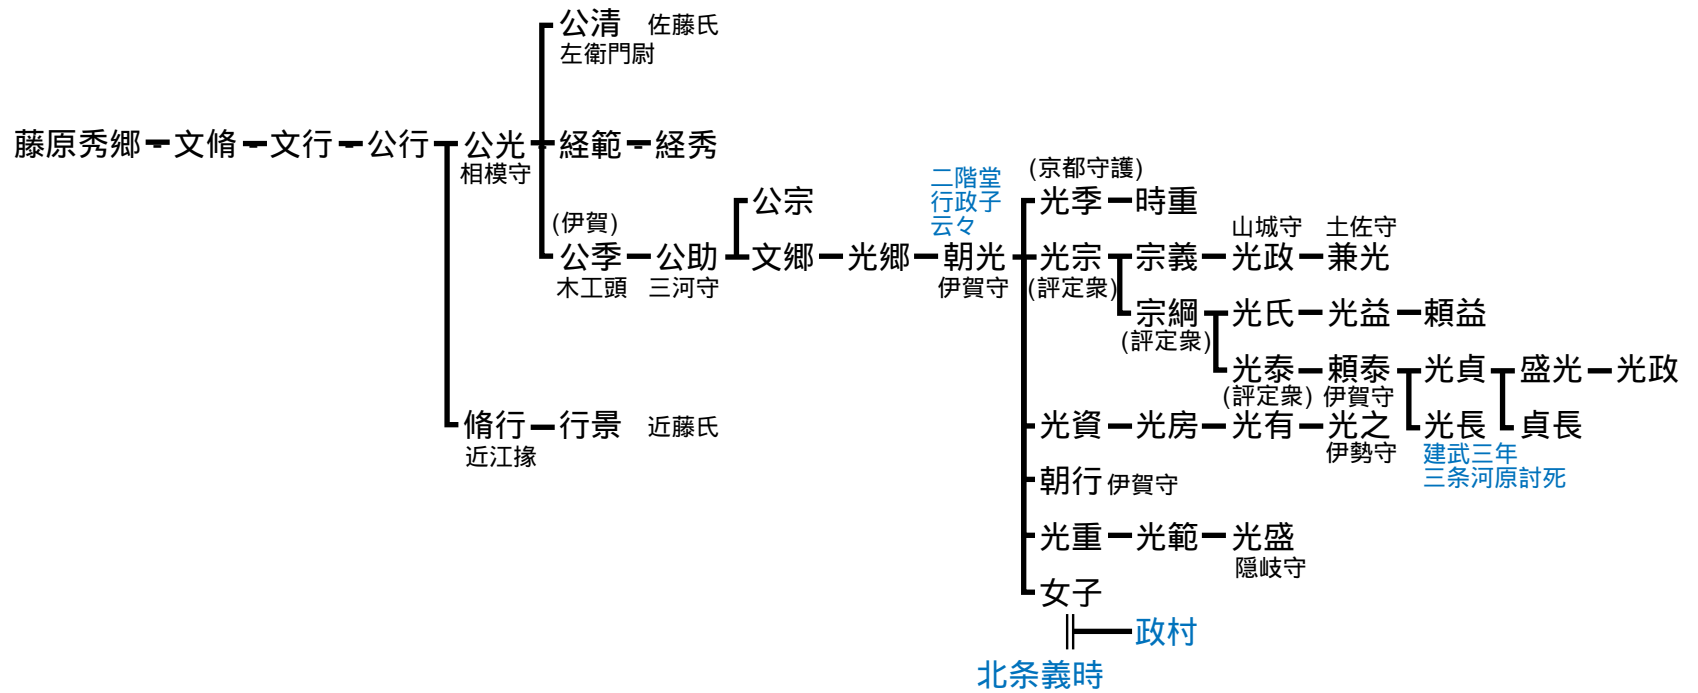 公清 佐藤氏
左衛門尉
藤原秀郷 文脩 文行 公行 公光 経範 経秀
相模守
(京都守護)
二階堂
行政子
云々
公宗 光季 時重
(伊賀) 山城守 土佐守
公季 公助 文郷 光郷 朝光 光宗 宗義 光政 兼光
木工頭 三河守 伊賀守 (評定衆)
宗綱 光氏 光益 頼益
(評定衆)
光泰 頼泰 光貞 盛光 光政
(評定衆) 伊賀守
脩行 行景 近藤氏 光資 光房 光有 光之 光長 貞長
近江掾 伊勢守 建武三年
三条河原討死
朝行 伊賀守
光重 光範 光盛
隠岐守
女子
政村
北条義時